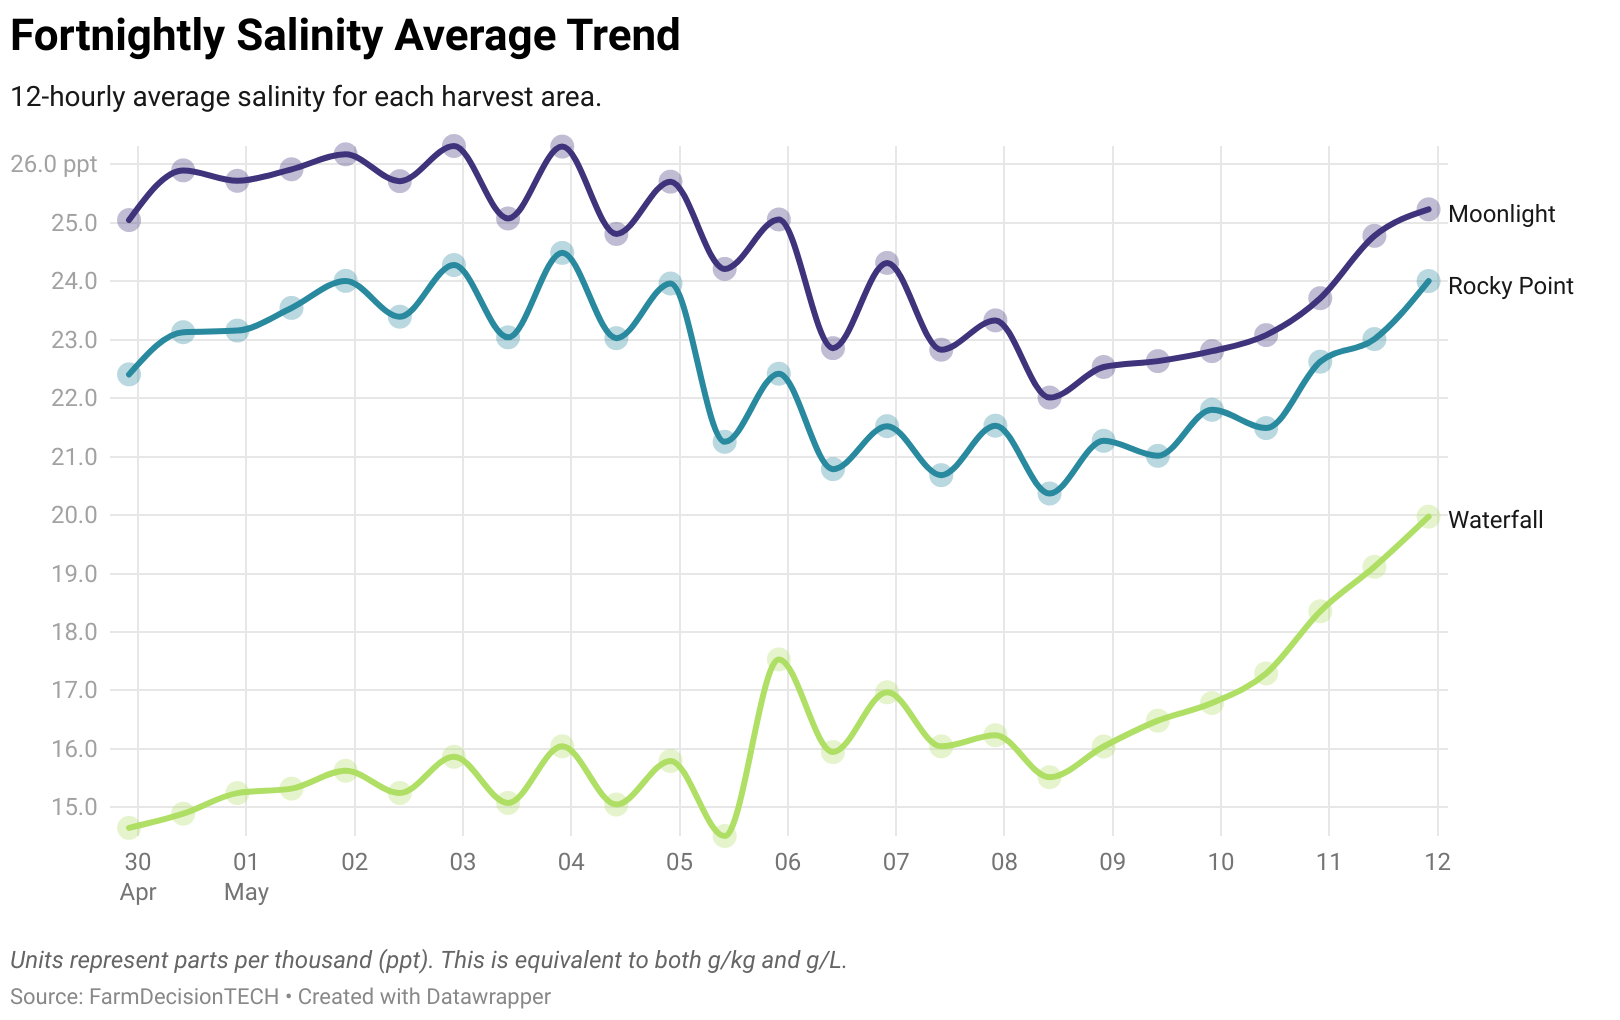 Fortnightly Salinity Average Trend
12-hourly average salinity for each harvest area.
26.0 ppt
25.0
24.0
23.0
22.0
21.0
20.0
19.0
18.0
17.0
16.0
15.0
Moonlight
Rocky Point
Waterfall
30 01 02 03 04 05 06 07 08 09 10 11 12
Apr May
Units represent parts per thousand (ppt). This is equivalent to both g/kg and g/L.
Source: FarmDecisionTECH • Created with Datawrapper